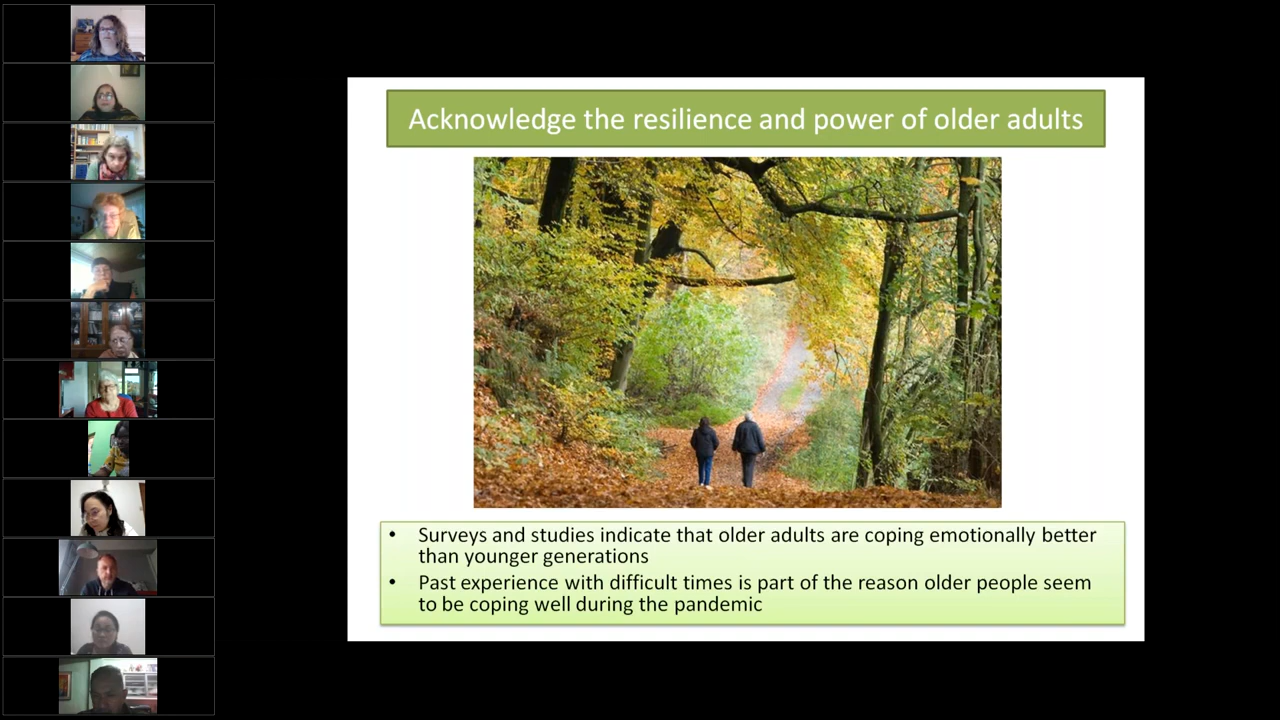 Acknowledge the resilience and power of older adults
• Surveys and studies indicate that older adults are coping emotionally better
than younger generations
• Past experience with difficult times is part of the reason older people seem
to be coping well during the pandemic